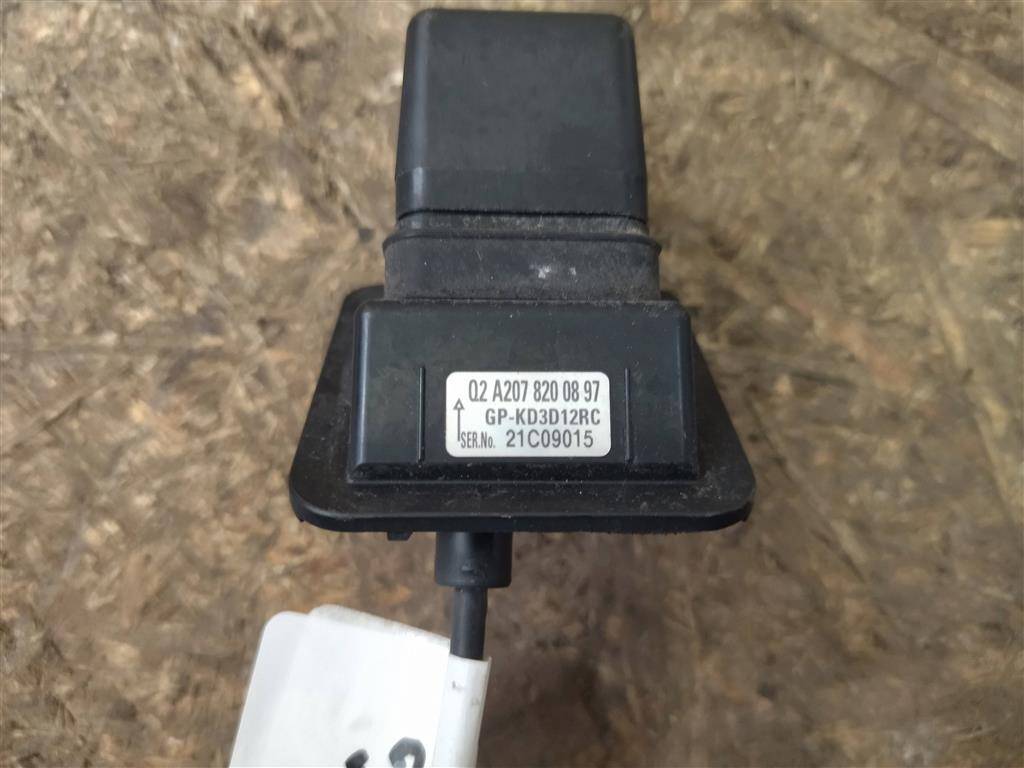 Q2 A207 820 08 97
GP-KD3D12RC
SER.No. 21C09015